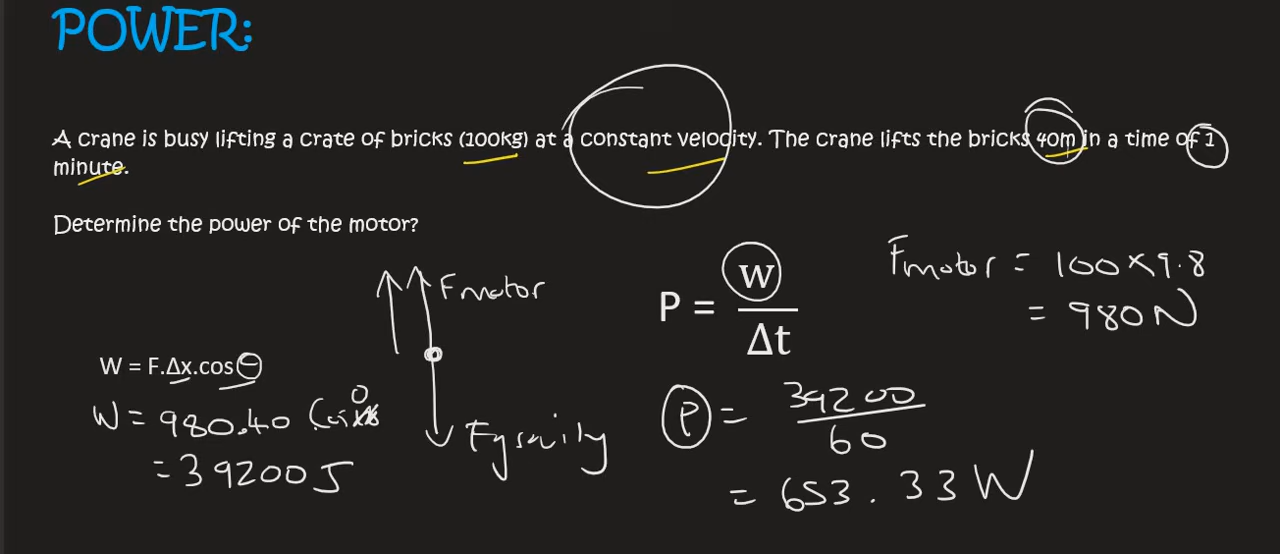 POWER:
A crane is busy lifting a crate of bricks (100kg) at a constant velocity. The crane lifts the bricks 40m in a time of 1
minute.
Determine the power of the motor?
Fmotor
Fgravity
W = F.Δx.cosΘ
W = 980.40 Cos 0
= 39200J
P = W
Δt
P = 39200
60
= 653.33W
Fmotor = 100×9.8
= 980N